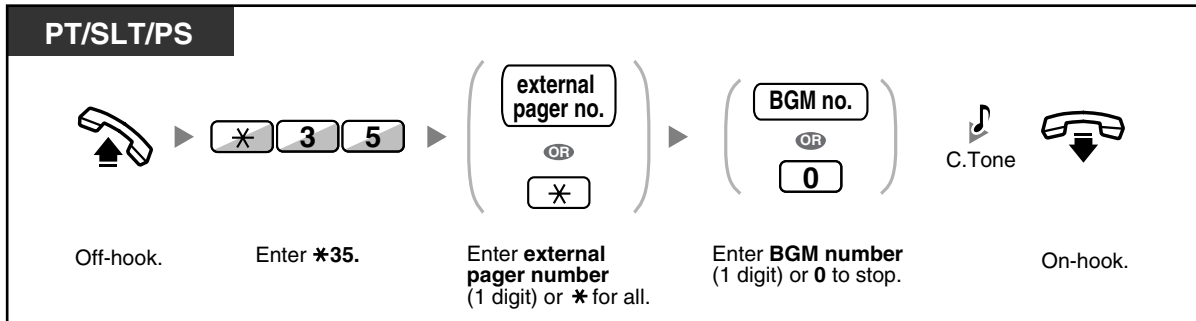 PT/SLT/PS
external
pager no.
BGM no.
OR
OR
✳ 3 5
✳
0
C.Tone
Off-hook.
Enter ✳35.
Enter external
pager number
(1 digit) or ✳ for all.
Enter BGM number
(1 digit) or 0 to stop.
On-hook.